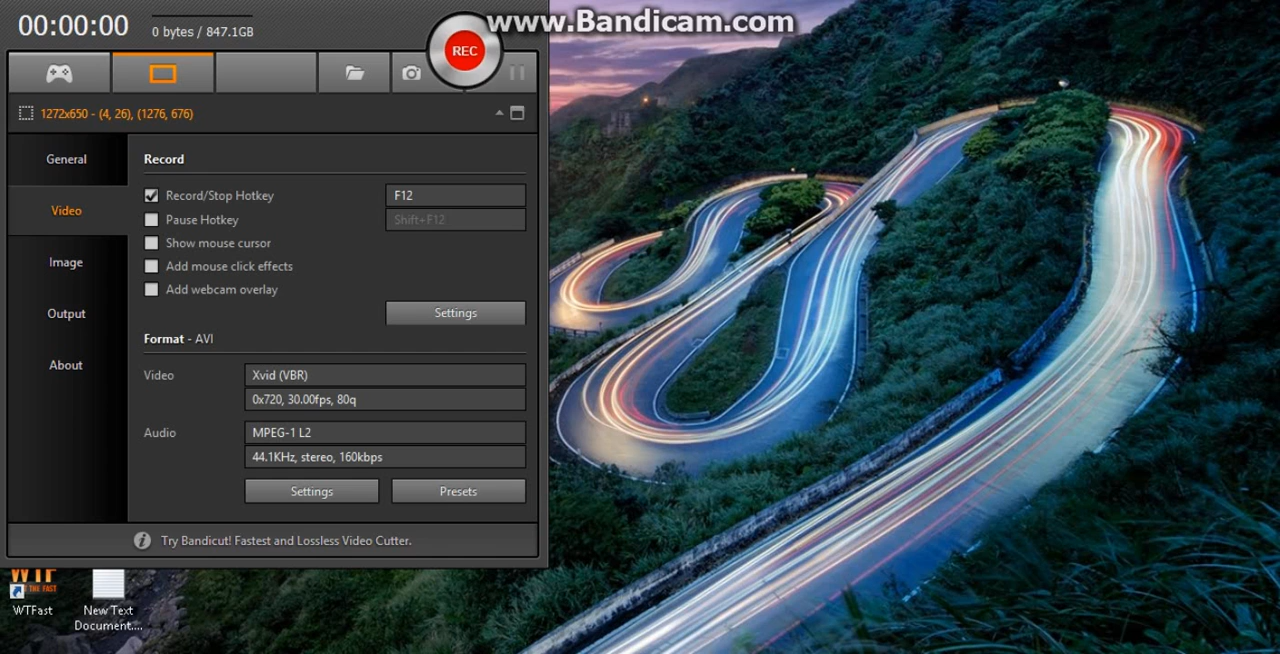 www.Bandicam.com
00:00:00
0 bytes / 847.1GB
REC
1272x650 - (4, 26), (1276, 676)
General
Video
Image
Output
About
Record
Record/Stop Hotkey
F12
Pause Hotkey
Shift+F12
Show mouse cursor
Add mouse click effects
Add webcam overlay
Settings
Format - AVI
Video
Xvid (VBR)
0x720, 30.00fps, 80q
Audio
MPEG-1 L2
44.1KHz, stereo, 160kbps
Settings
Presets
Try Bandicut! Fastest and Lossless Video Cutter.
WTF
THE FAST
WTFast
New Text
Document....